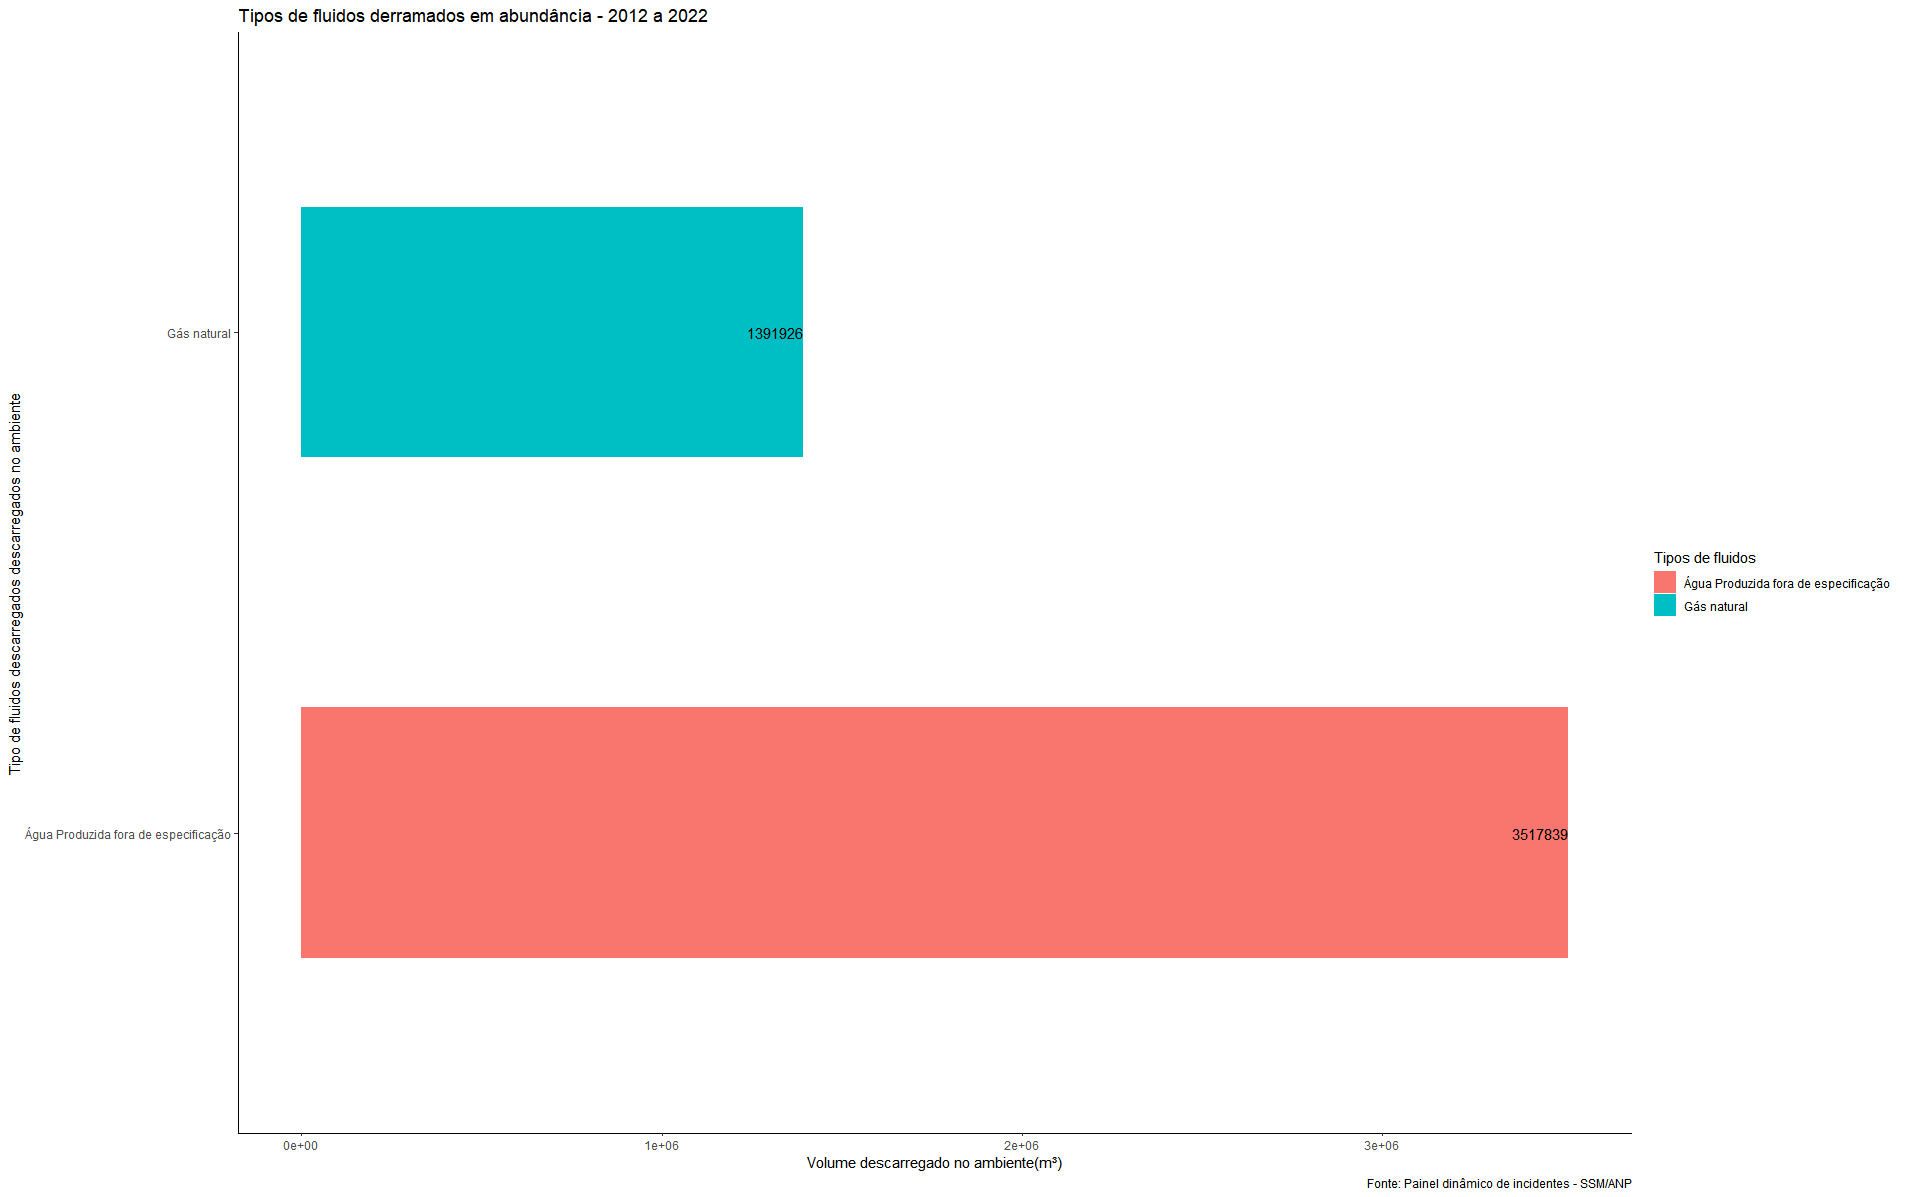 Tipos de fluidos derramados em abundância - 2012 a 2022
Tipo de fluidos descarregados descarregados no ambiente
Gás natural
1391926
Água Produzida fora de especificação
3517839
0e+00
1e+06
2e+06
3e+06
Volume descarregado no ambiente(m³)
Tipos de fluidos
Água Produzida fora de especificação
Gás natural
Fonte: Painel dinâmico de incidentes - SSM/ANP